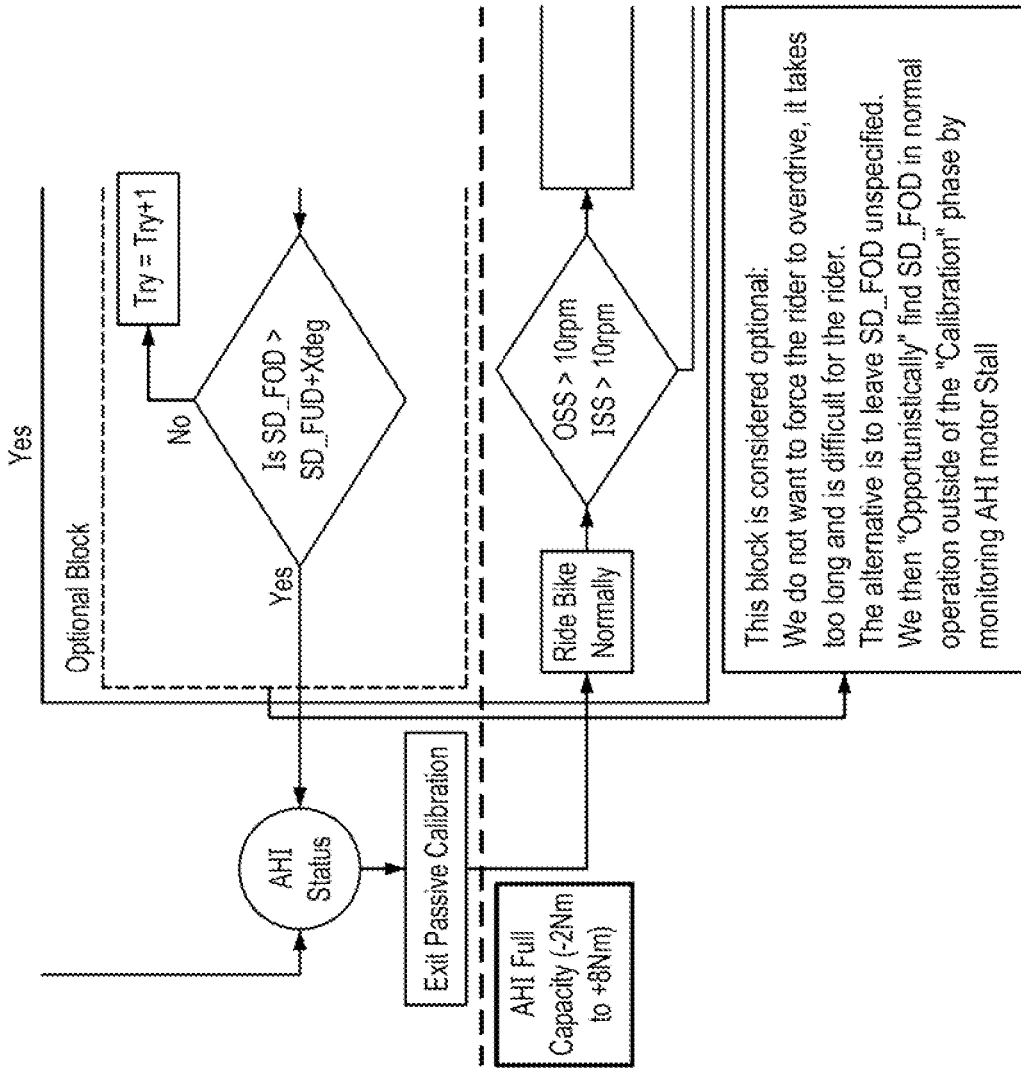 Yes
Optional Block
Try = Try+1
No
Is SD_FOD >
SD_FUD+Xdeg
Yes
AHI
Status
Exit Passive Calibration
AHI Full
Capacity (-2Nm
to +8Nm)
Ride Bike
Normally
OSS > 10rpm
ISS > 10rpm
This block is considered optional:
We do not want to force the rider to overdrive, it takes
too long and is difficult for the rider.
The alternative is to leave SD_FOD unspecified.
We then "Opportunistically" find SD_FOD in normal
operation outside of the "Calibration" phase by
monitoring AHI motor Stall